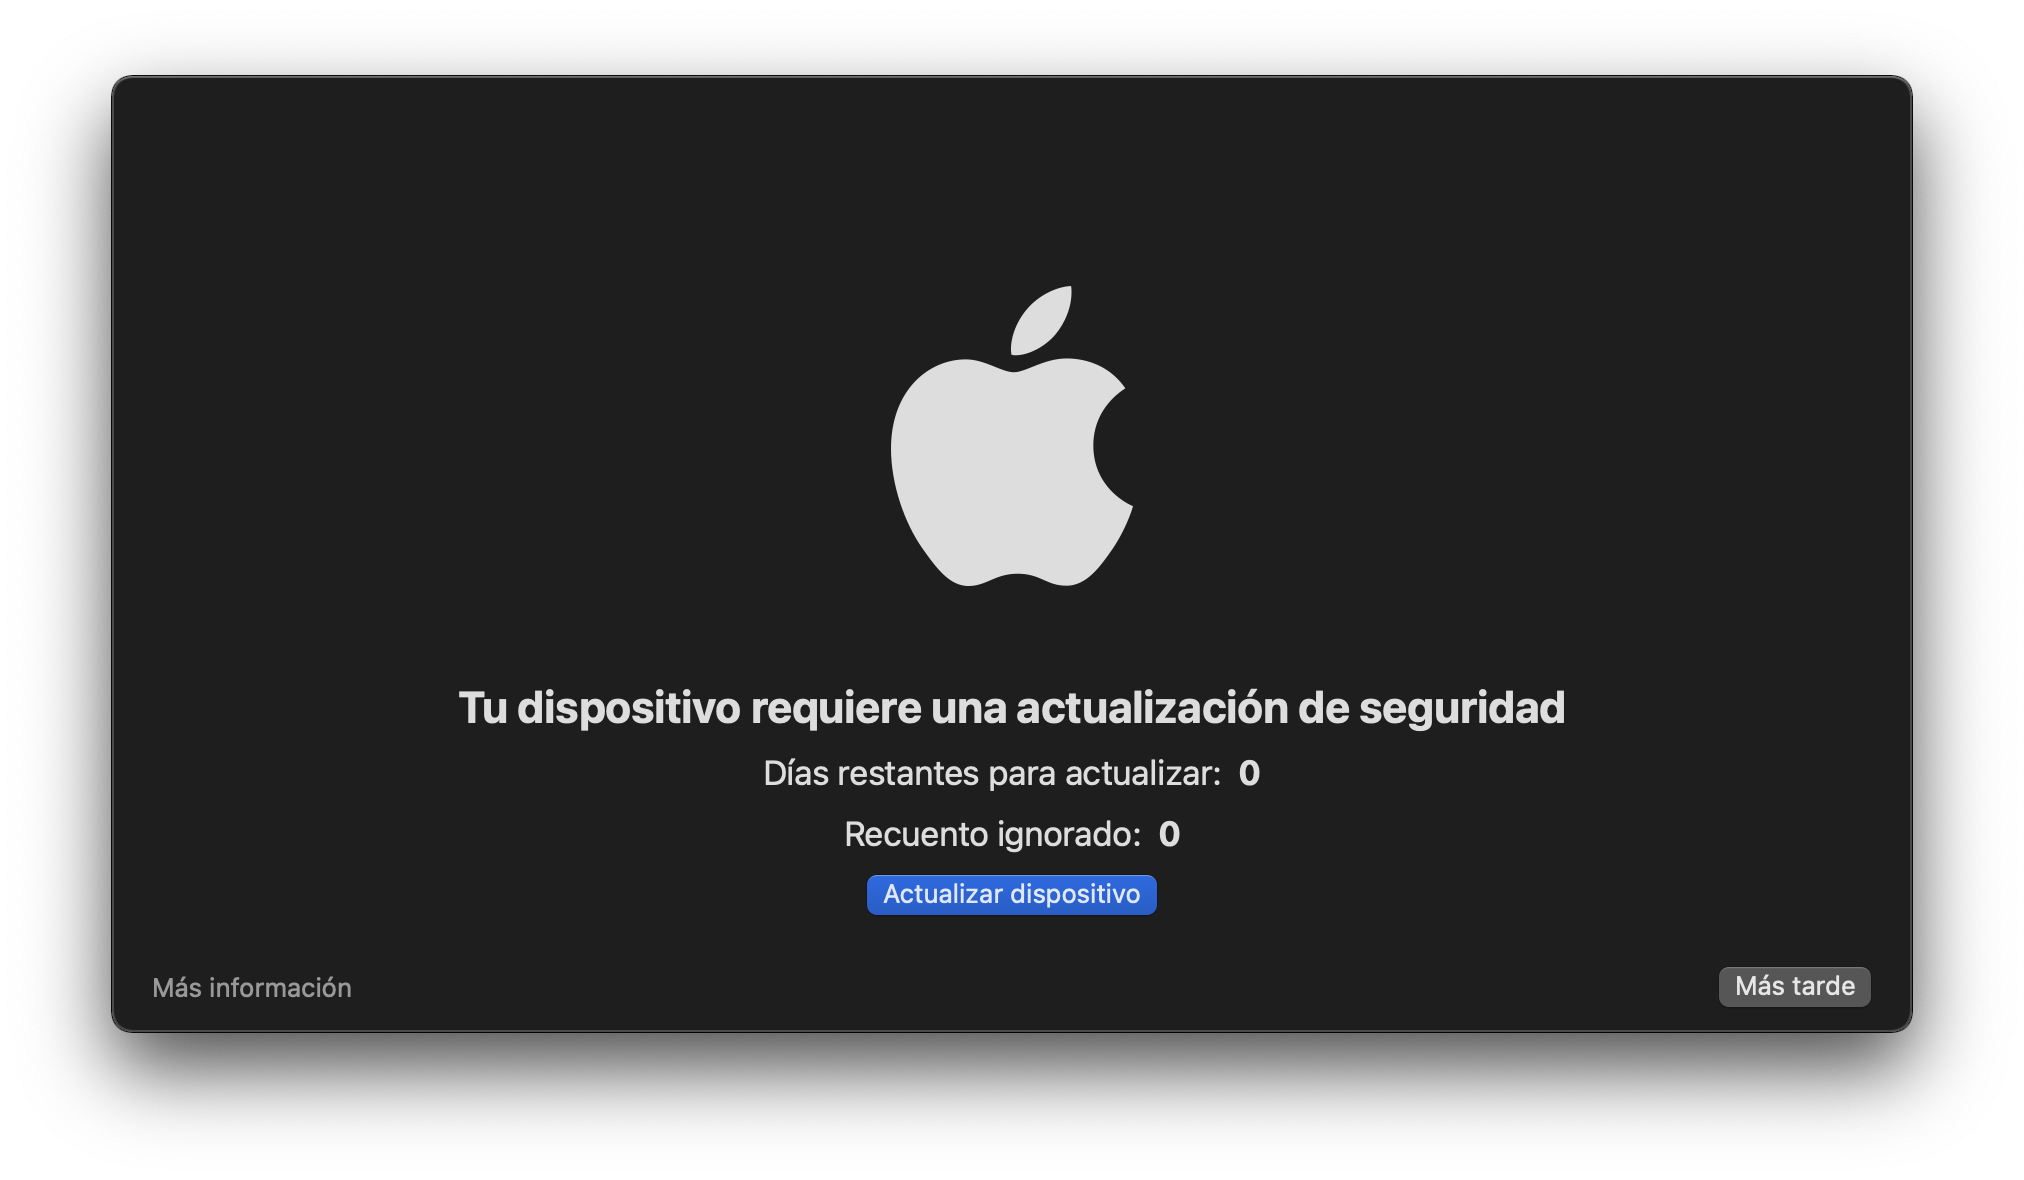 Tu dispositivo requiere una actualización de seguridad
Días restantes para actualizar: 0
Recuento ignorado: 0
Actualizar dispositivo
Más información
Más tarde